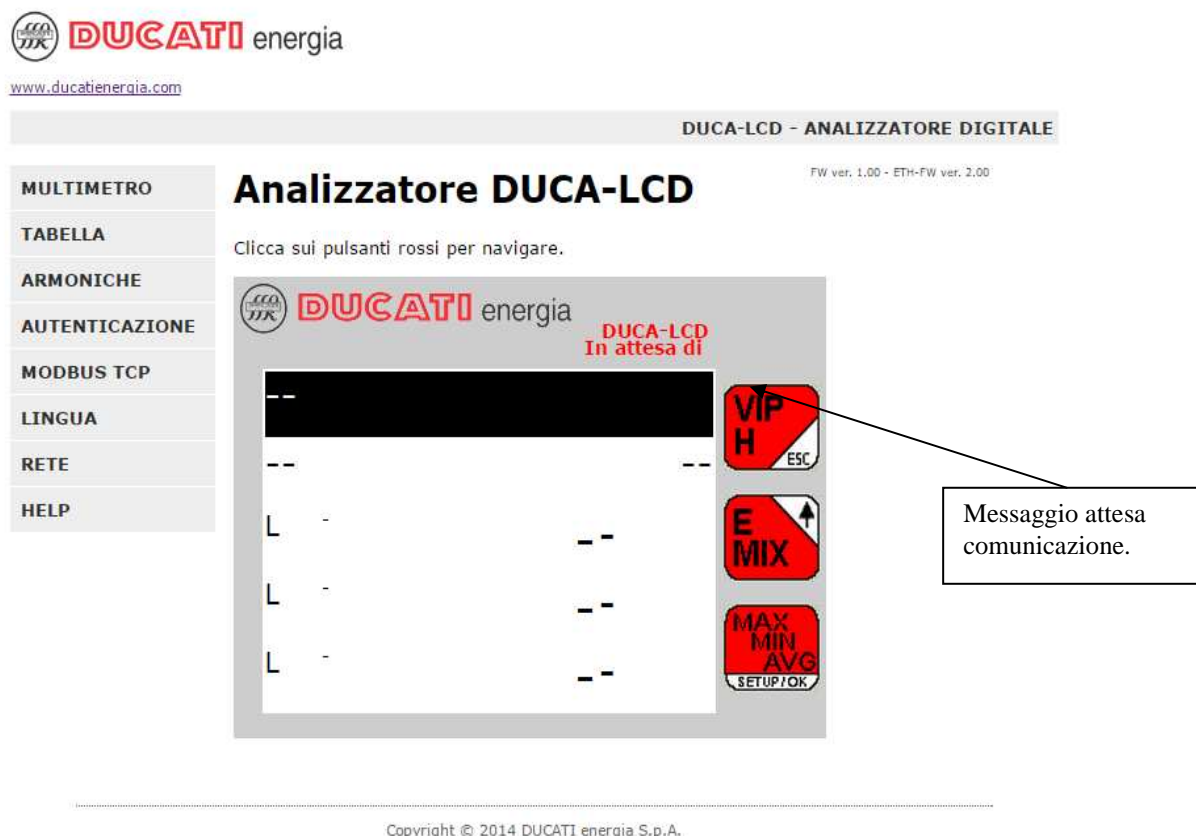 DUCATI energia
www.ducatienergia.com
DUCA-LCD - ANALIZZATORE DIGITALE
MULTIMETRO
TABELLA
ARMONICHE
AUTENTICAZIONE
MODBUS TCP
LINGUA
RETE
HELP
Analizzatore DUCA-LCD
FW ver. 1.00 - ETH-FW ver. 2.00
Clicca sui pulsanti rossi per navigare.
DUCATI energia
DUCA-LCD
In attesa di
--
-- --
L - --
L - --
L - --
VIP
H
ESC
E
MIX
MAX
MIN
AVG
SETUP/OK
Messaggio attesa
comunicazione.
Copyright © 2014 DUCATI energia S.p.A.